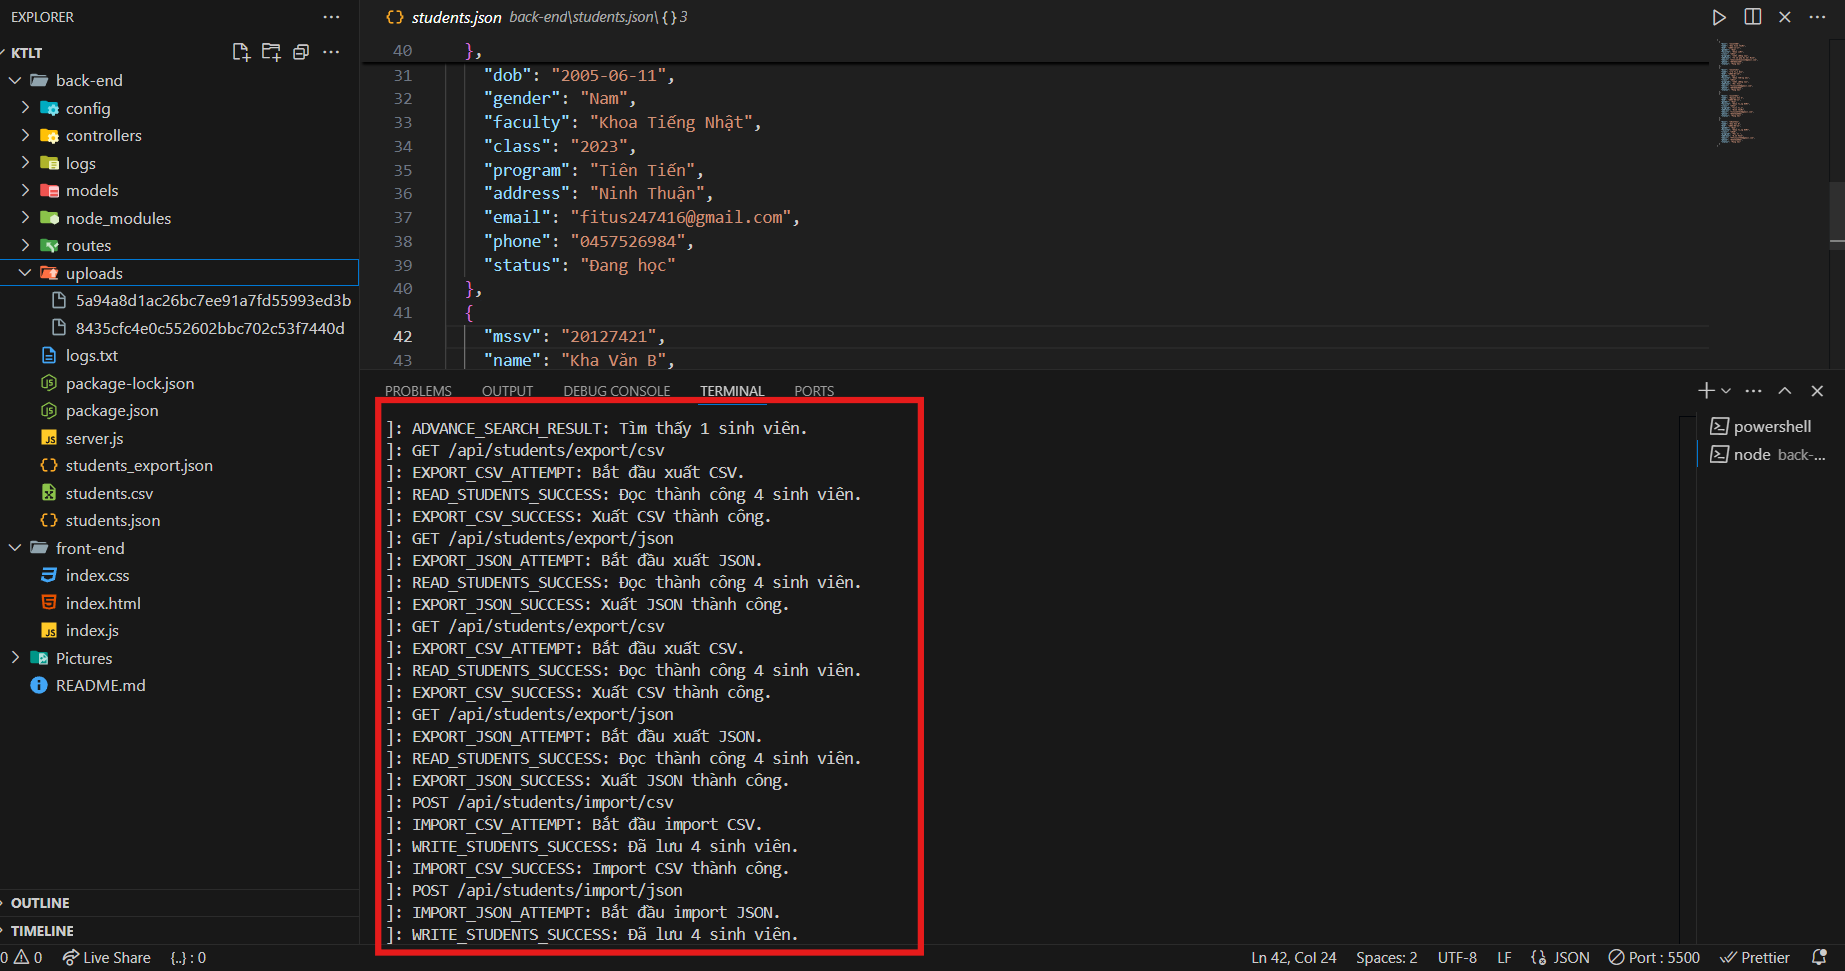 EXPLORER
KTLT
back-end
config
controllers
logs
models
node_modules
routes
uploads
5a94a8d1ac26bc7ee91a7fd55993ed3b
8435cfc4e0c552602bbc702c53f7440d
logs.txt
package-lock.json
package.json
server.js
students_export.json
students.csv
students.json
front-end
index.css
index.html
index.js
Pictures
README.md
OUTLINE
TIMELINE
students.json back-end\students.json\{ } 3
40 },
31 "dob": "2005-06-11",
32 "gender": "Nam",
33 "faculty": "Khoa Tiếng Nhật",
34 "class": "2023",
35 "program": "Tiên Tiến",
36 "address": "Ninh Thuận",
37 "email": "fitus247416@gmail.com",
38 "phone": "0457526984",
39 "status": "Đang học"
40 },
41 {
42 "mssv": "20127421",
43 "name": "Kha Văn B",
PROBLEMS OUTPUT DEBUG CONSOLE TERMINAL PORTS
]: ADVANCE_SEARCH_RESULT: Tìm thấy 1 sinh viên.
]: GET /api/students/export/csv
]: EXPORT_CSV_ATTEMPT: Bắt đầu xuất CSV.
]: READ_STUDENTS_SUCCESS: Đọc thành công 4 sinh viên.
]: EXPORT_CSV_SUCCESS: Xuất CSV thành công.
]: GET /api/students/export/json
]: EXPORT_JSON_ATTEMPT: Bắt đầu xuất JSON.
]: READ_STUDENTS_SUCCESS: Đọc thành công 4 sinh viên.
]: EXPORT_JSON_SUCCESS: Xuất JSON thành công.
]: GET /api/students/export/csv
]: EXPORT_CSV_ATTEMPT: Bắt đầu xuất CSV.
]: READ_STUDENTS_SUCCESS: Đọc thành công 4 sinh viên.
]: EXPORT_CSV_SUCCESS: Xuất CSV thành công.
]: GET /api/students/export/json
]: EXPORT_JSON_ATTEMPT: Bắt đầu xuất JSON.
]: READ_STUDENTS_SUCCESS: Đọc thành công 4 sinh viên.
]: EXPORT_JSON_SUCCESS: Xuất JSON thành công.
]: POST /api/students/import/csv
]: IMPORT_CSV_ATTEMPT: Bắt đầu import CSV.
]: WRITE_STUDENTS_SUCCESS: Đã lưu 4 sinh viên.
]: IMPORT_CSV_SUCCESS: Import CSV thành công.
]: POST /api/students/import/json
]: IMPORT_JSON_ATTEMPT: Bắt đầu import JSON.
]: WRITE_STUDENTS_SUCCESS: Đã lưu 4 sinh viên.
powershell
node back-...
0 0 Live Share {..} : 0 Ln 42, Col 24 Spaces: 2 UTF-8 LF JSON Port : 5500 Prettier